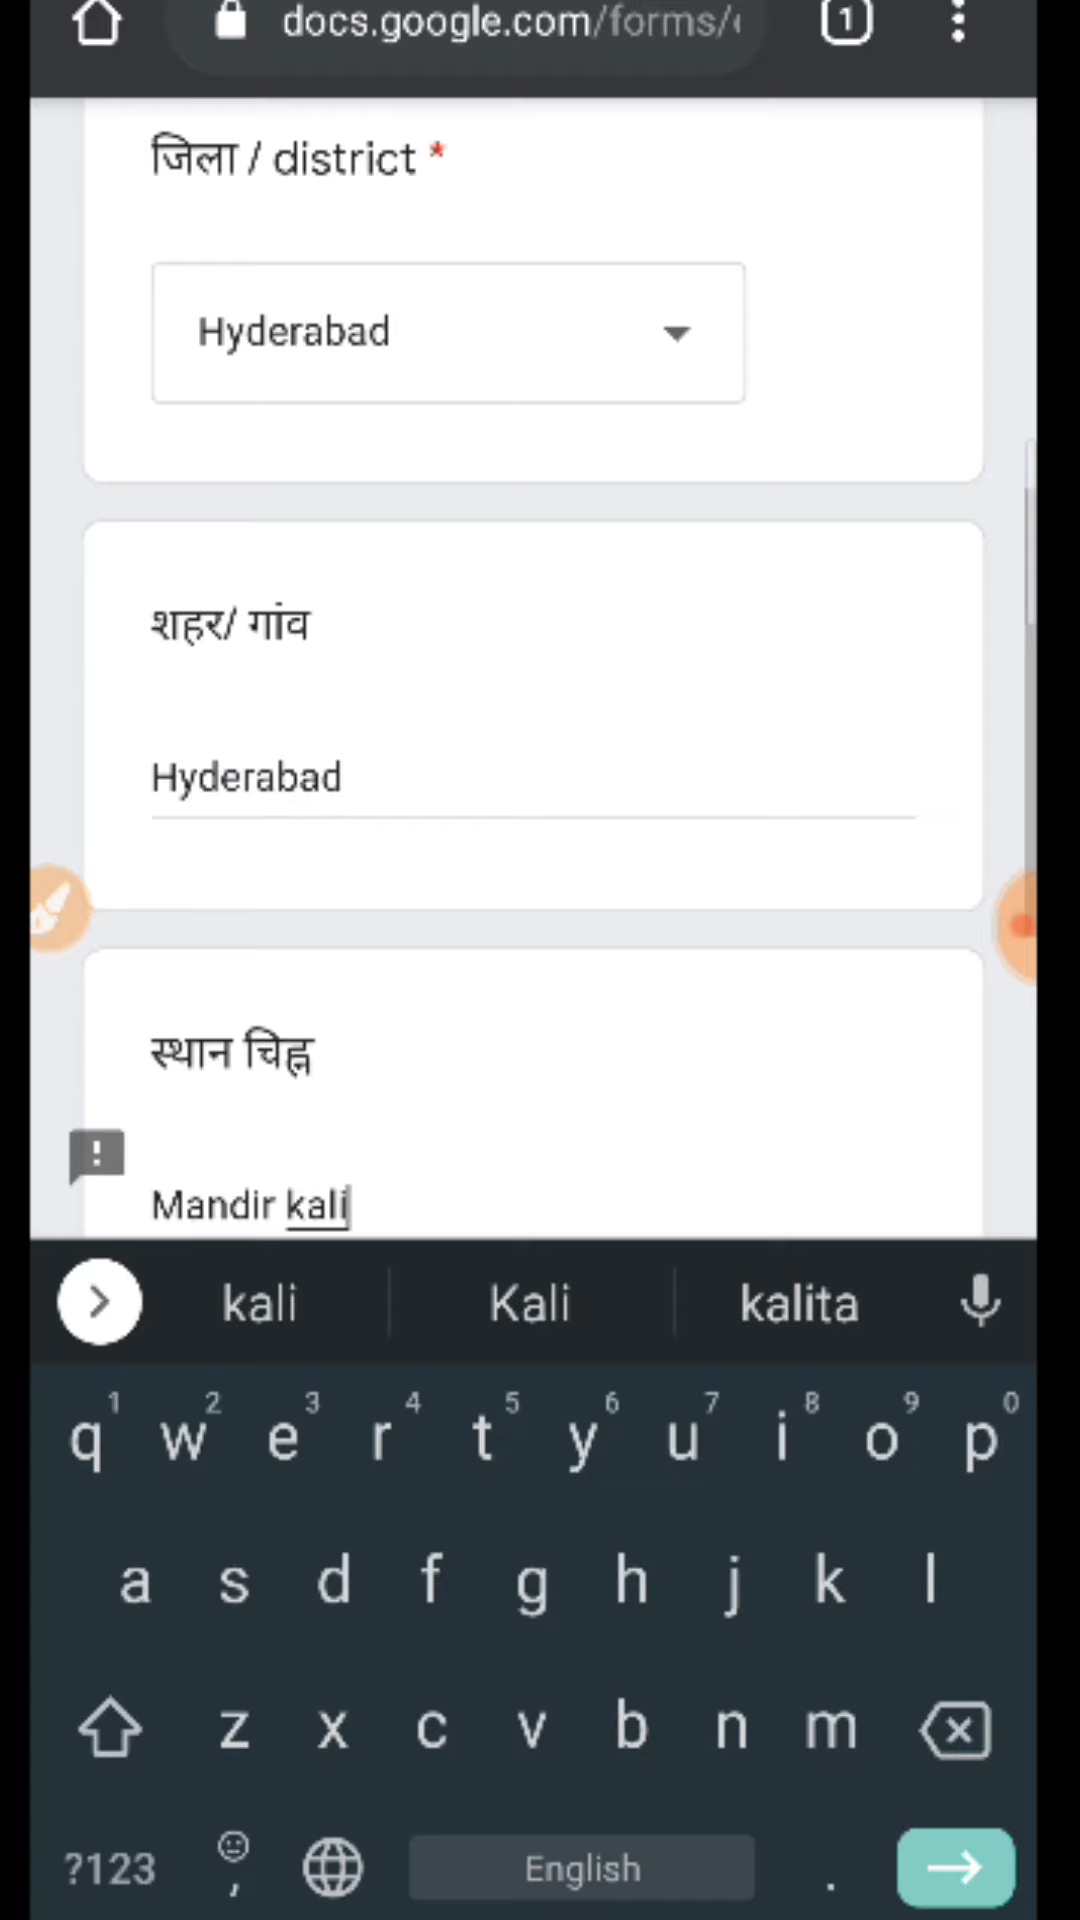 docs.google.com/forms/
1
जिला / district *
Hyderabad
शहर/ गांव
Hyderabad
स्थान चिह्न
Mandir kali
kali Kali kalita
1 2 3 4 5 6 7 8 9 0
q w e r t y u i o p
a s d f g h j k l
z x c v b n m
?123 , English .